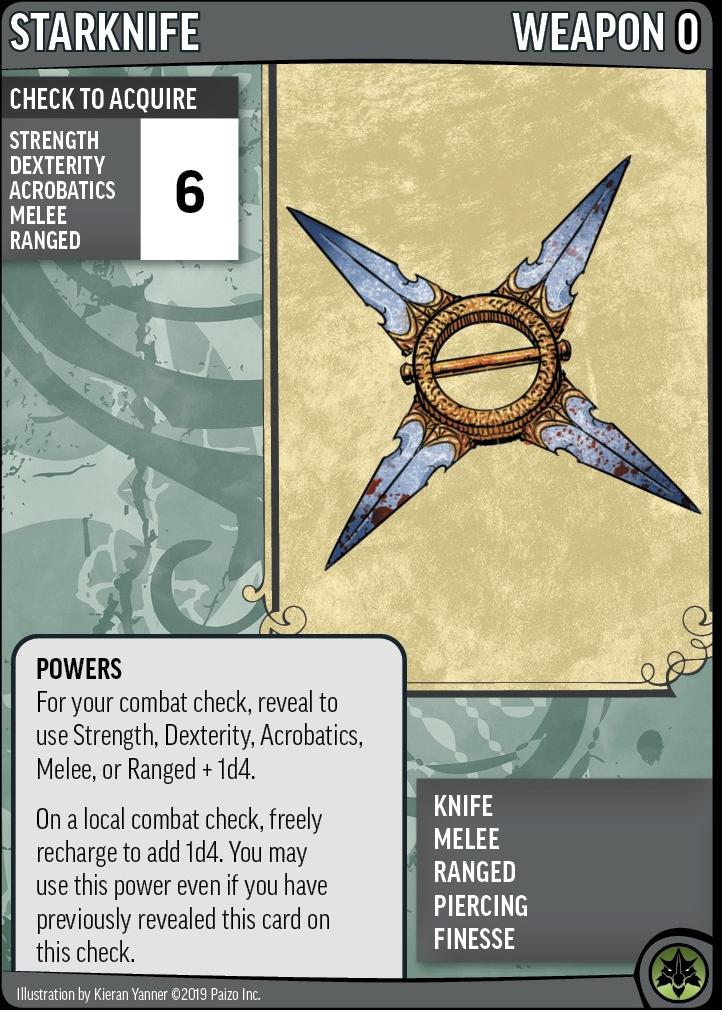 STARKNIFE
WEAPON 0
CHECK TO ACQUIRE
STRENGTH
DEXTERITY
ACROBATICS
MELEE
RANGED
6
POWERS
For your combat check, reveal to
use Strength, Dexterity, Acrobatics,
Melee, or Ranged + 1d4.
On a local combat check, freely
recharge to add 1d4. You may
use this power even if you have
previously revealed this card on
this check.
KNIFE
MELEE
RANGED
PIERCING
FINESSE
Illustration by Kieran Yanner ©2019 Paizo Inc.